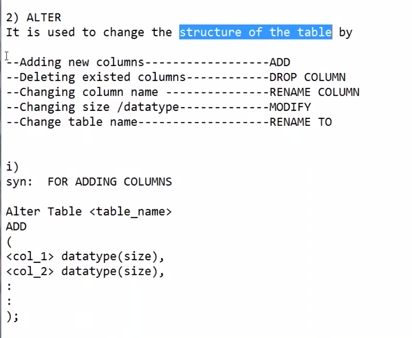 2) ALTER
It is used to change the structure of the table by
--Adding new columns------------------ADD
--Deleting existed columns------------DROP COLUMN
--Changing column name ---------------RENAME COLUMN
--Changing size /datatype-------------MODIFY
--Change table name-------------------RENAME TO
i)
syn:  FOR ADDING COLUMNS
Alter Table <table_name>
ADD
(
<col_1> datatype(size),
<col_2> datatype(size),
:
:
);